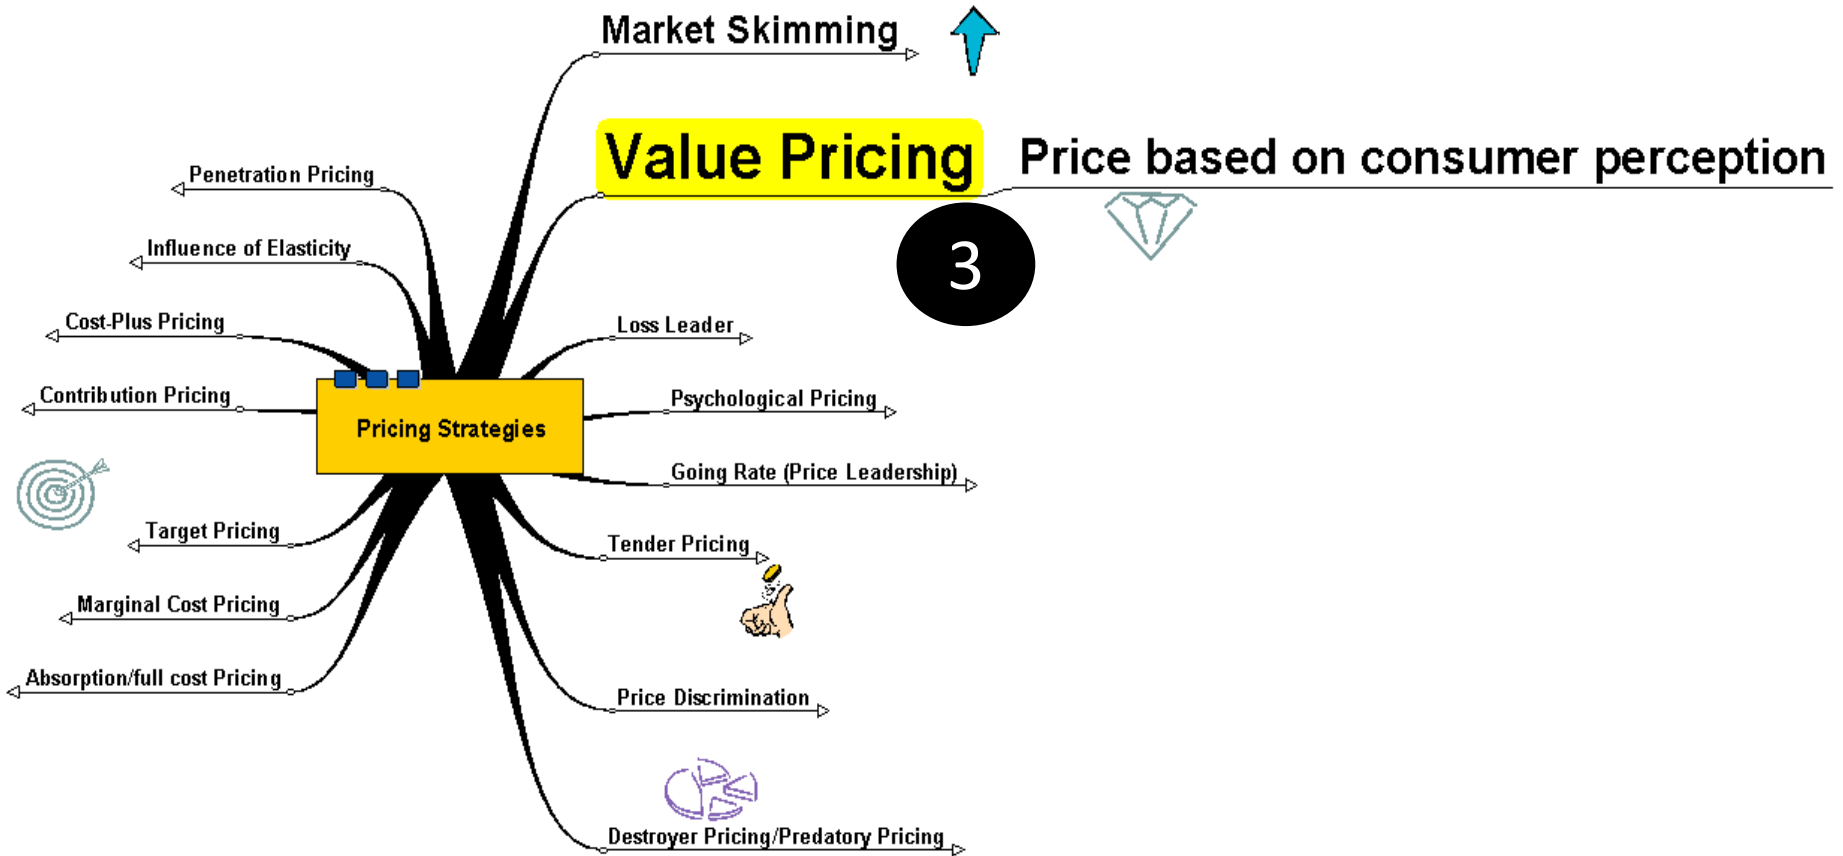 Market Skimming
Value Pricing
Price based on consumer perception
3
Penetration Pricing
Influence of Elasticity
Cost-Plus Pricing
Contribution Pricing
Pricing Strategies
Loss Leader
Psychological Pricing
Going Rate (Price Leadership)
Target Pricing
Tender Pricing
Marginal Cost Pricing
Absorption/full cost Pricing
Price Discrimination
Destroyer Pricing/Predatory Pricing